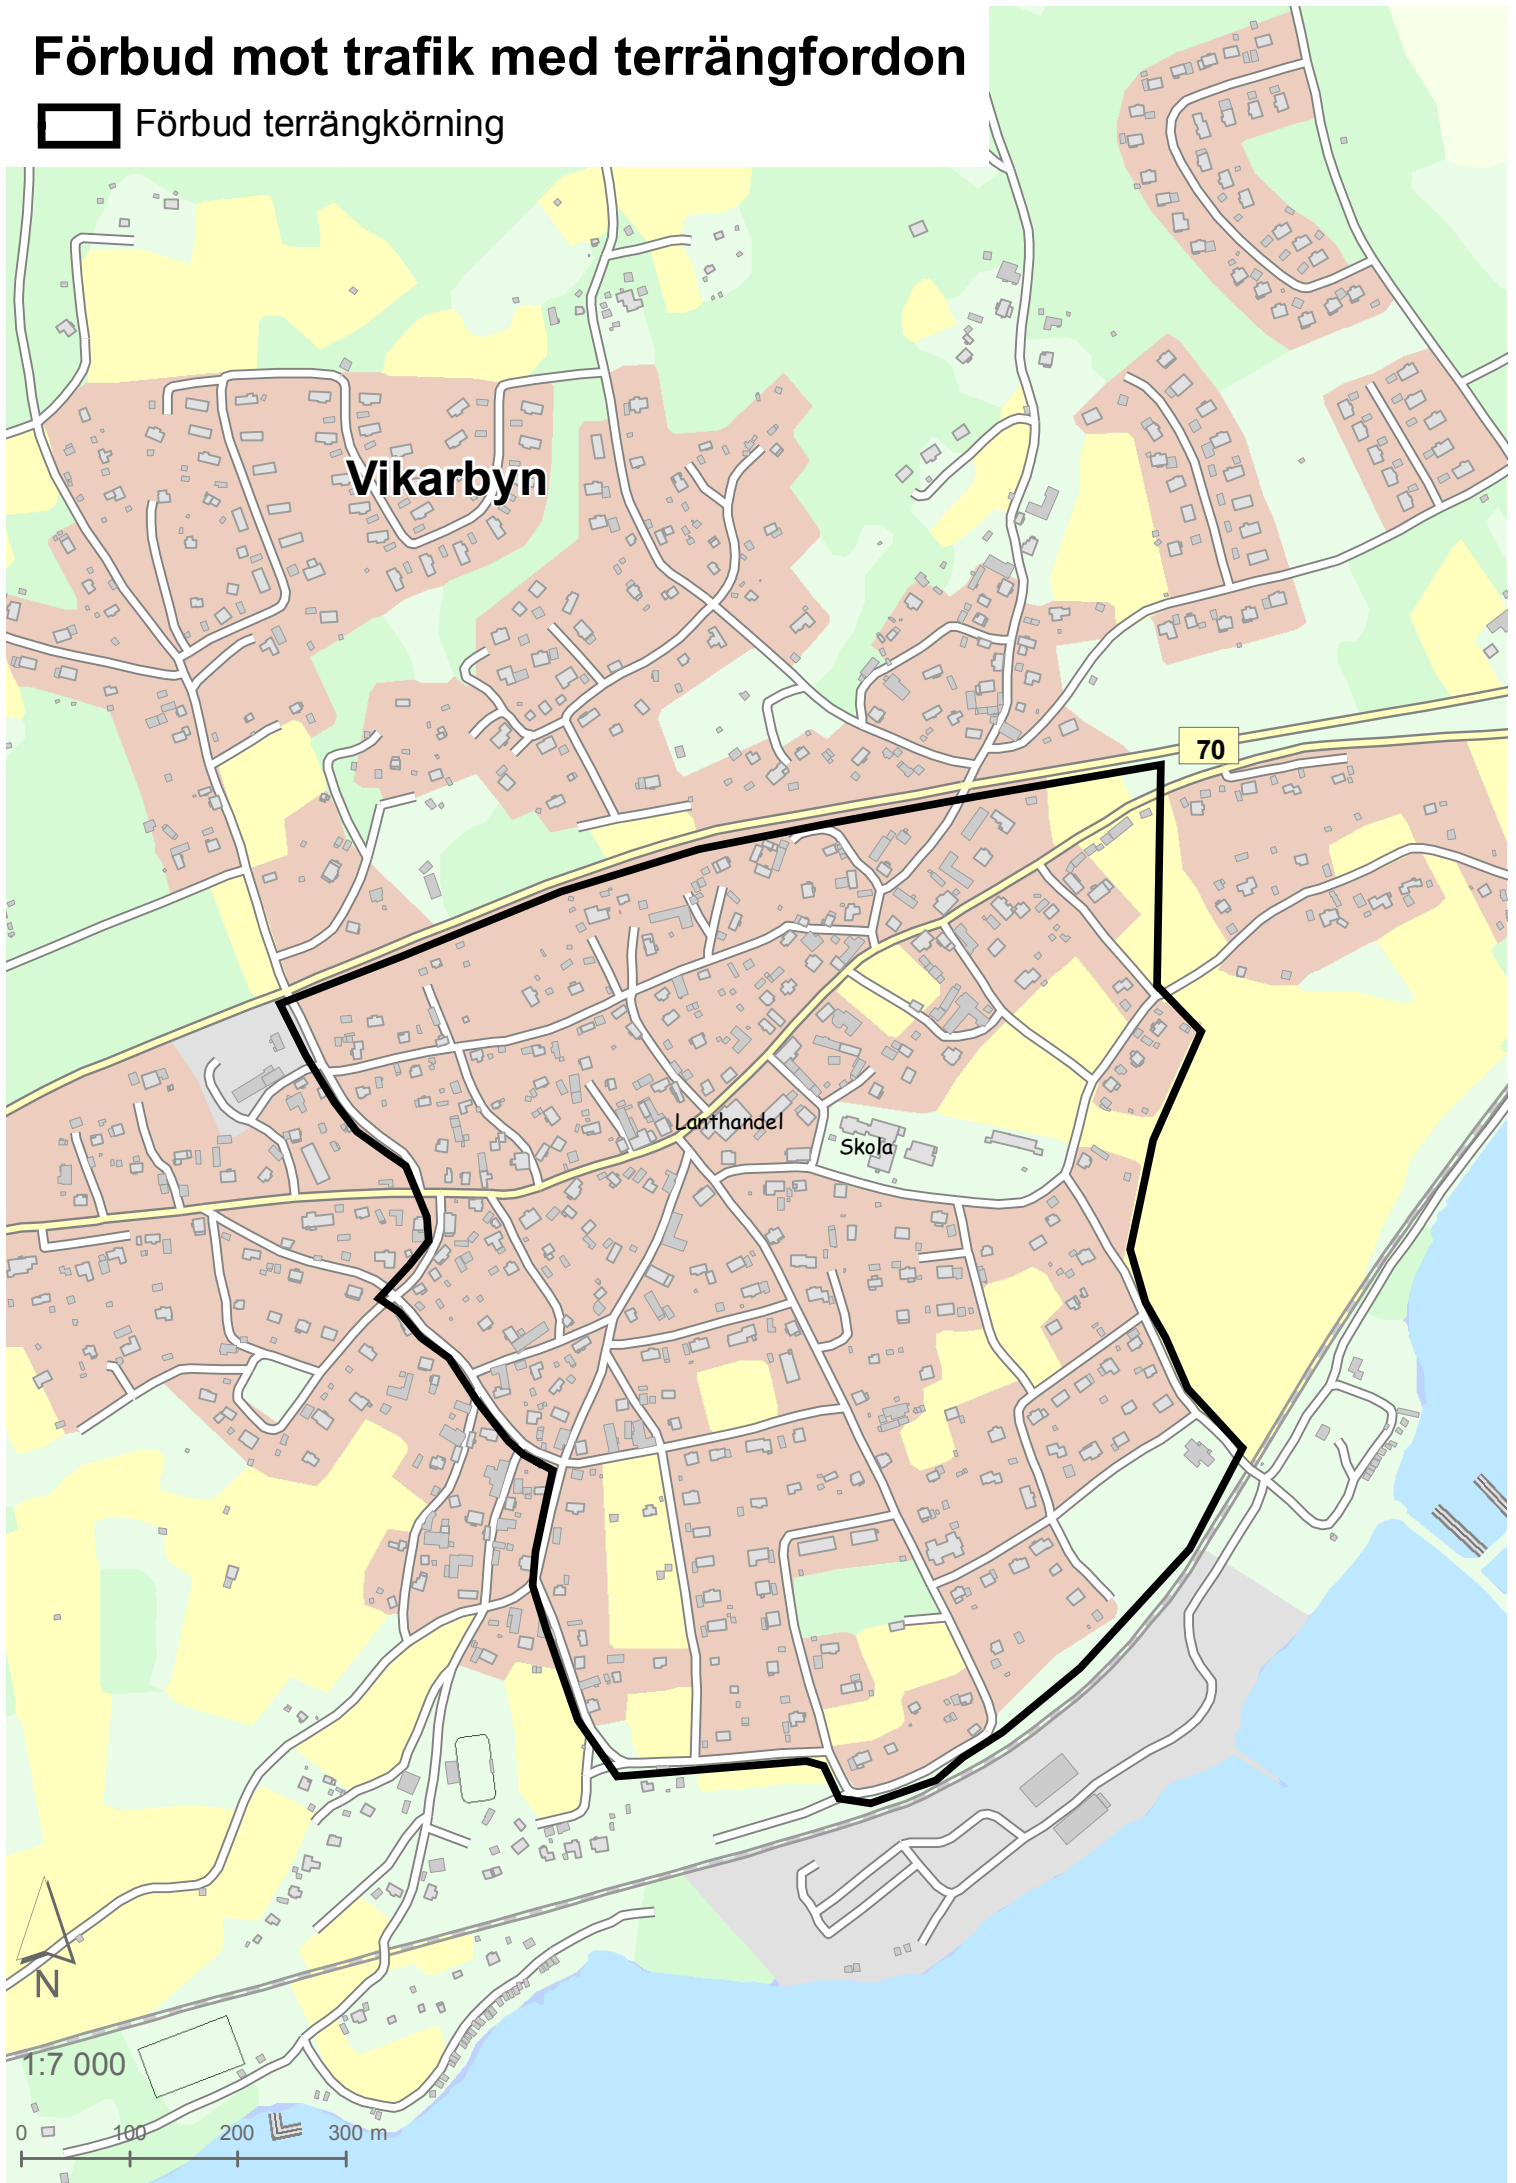 Förbud mot trafik med terrängfordon
Förbud terrängkörning
Vikarbyn
70
Lanthandel
Skola
N
1:7 000
0 100 200 300 m